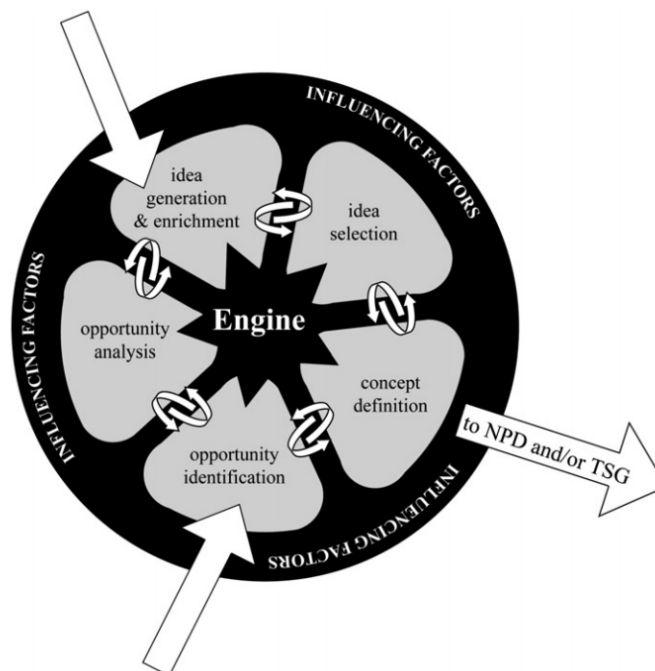 INFLUENCING FACTORS
idea
generation
& enrichment
idea
selection
INFLUENCING FACTORS
opportunity
analysis
Engine
concept
definition
opportunity
identification
to NPD and/or TSG
INFLUENCING FACTORS